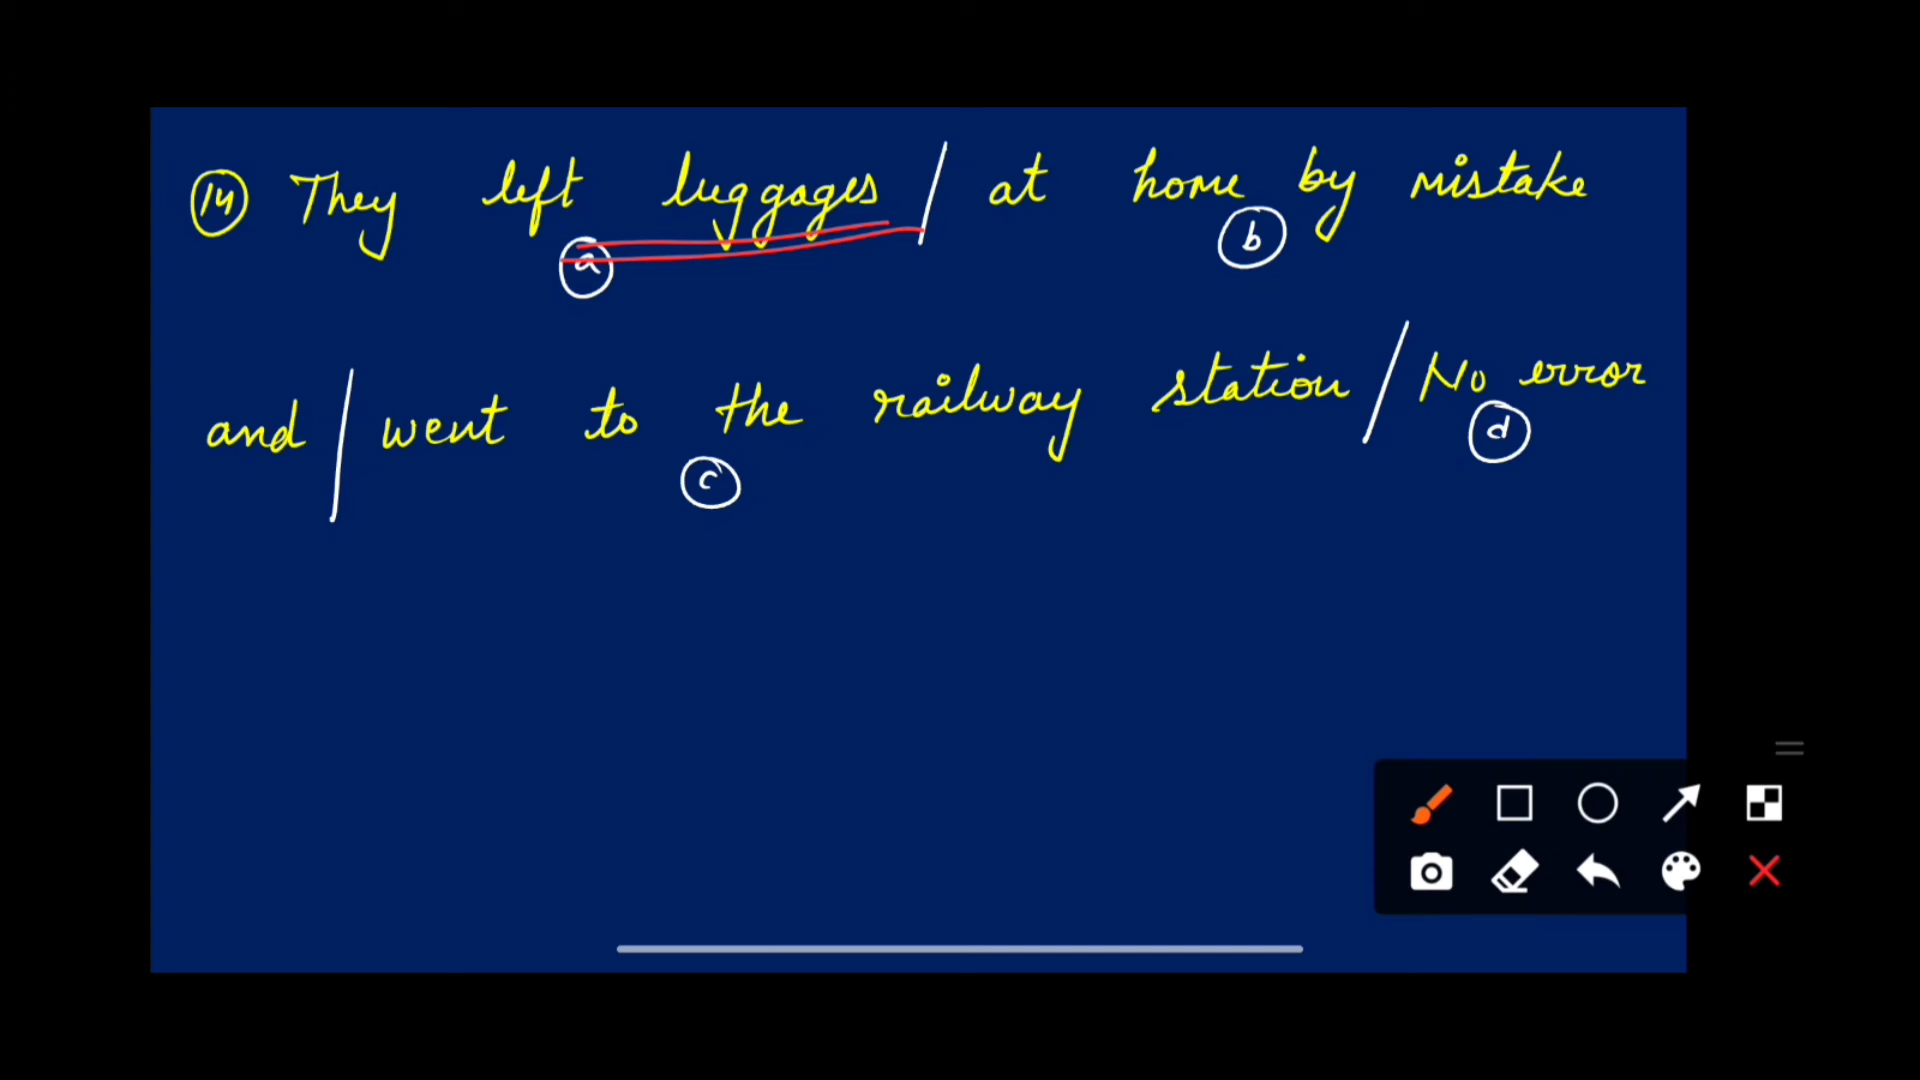 14 They left luggages / at home by mistake
a b
and / went to the railway station / No error
c d